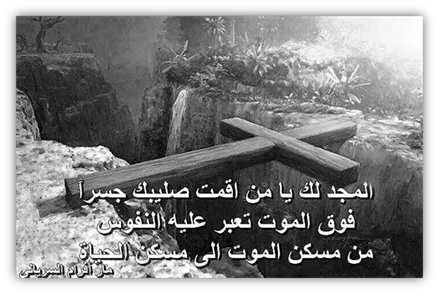 المجد لك يا من اقمت صليبك جسراً
فوق الموت تعبر عليه النفوس
من مسكن الموت الى مسكن الحياة
مار افرام السرياني